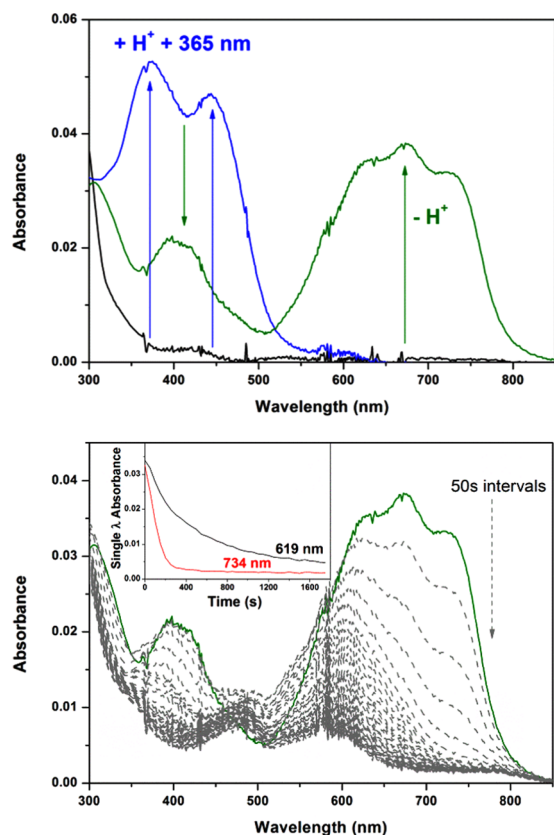 0.06
+ H⁺ + 365 nm
0.04
0.02
- H⁺
0.00
300 400 500 600 700 800
Absorbance
Wavelength (nm)
0.04
0.03
0.02
0.01
0.00
300 400 500 600 700 800
Absorbance
Wavelength (nm)
50s intervals
Single λ Absorbance
0.03
0.02
0.01
0.00
0 400 800 1200 1600
Time (s)
619 nm
734 nm